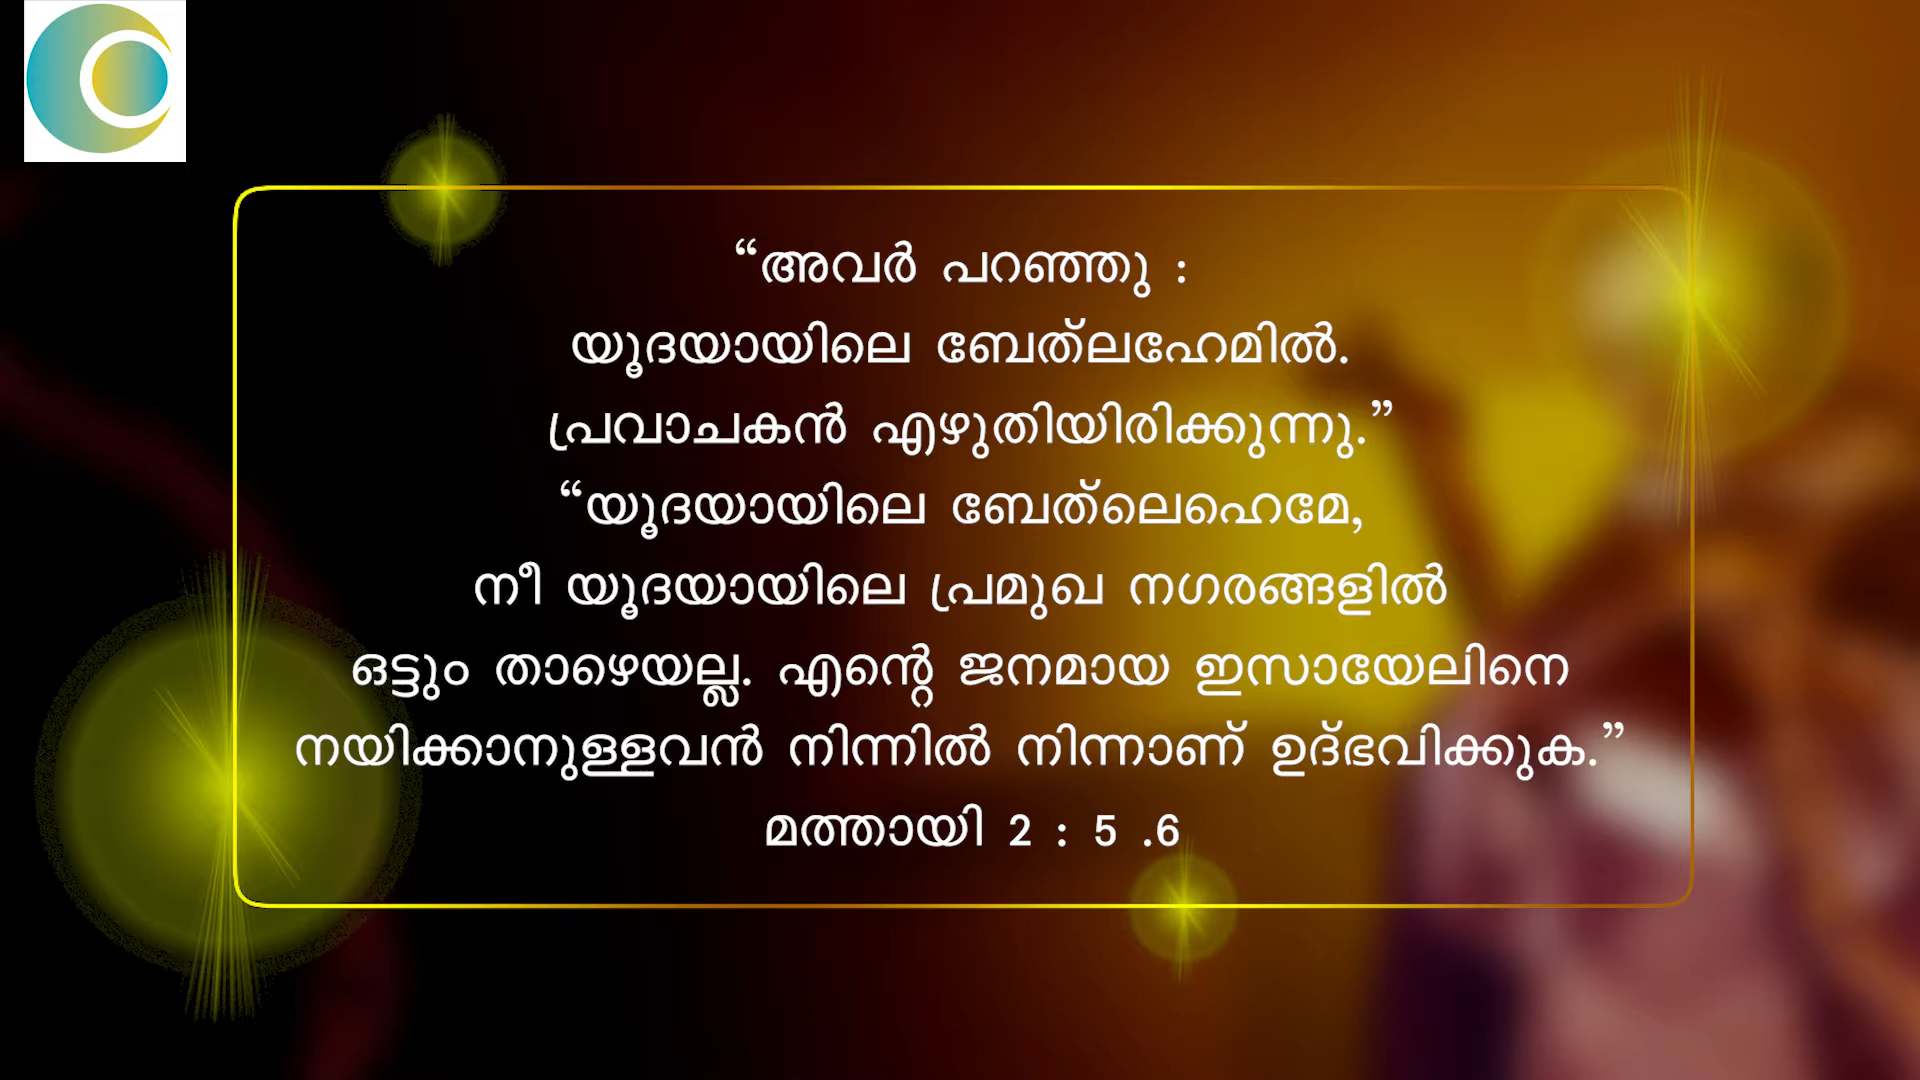 “അവർ പറഞ്ഞു :
യൂദയായിലെ ബേത്‌ലഹേമിൽ.
പ്രവാചകൻ എഴുതിയിരിക്കുന്നു.”
“യൂദയായിലെ ബേത്‌ലെഹെമേ,
നീ യൂദയായിലെ പ്രമുഖ നഗരങ്ങളിൽ
ഒട്ടും താഴെയല്ല. എന്റെ ജനമായ ഇസായേലിനെ
നയിക്കാനുള്ളവൻ നിന്നിൽ നിന്നാണ് ഉദ്ഭവിക്കുക.”
മത്തായി 2 : 5 .6